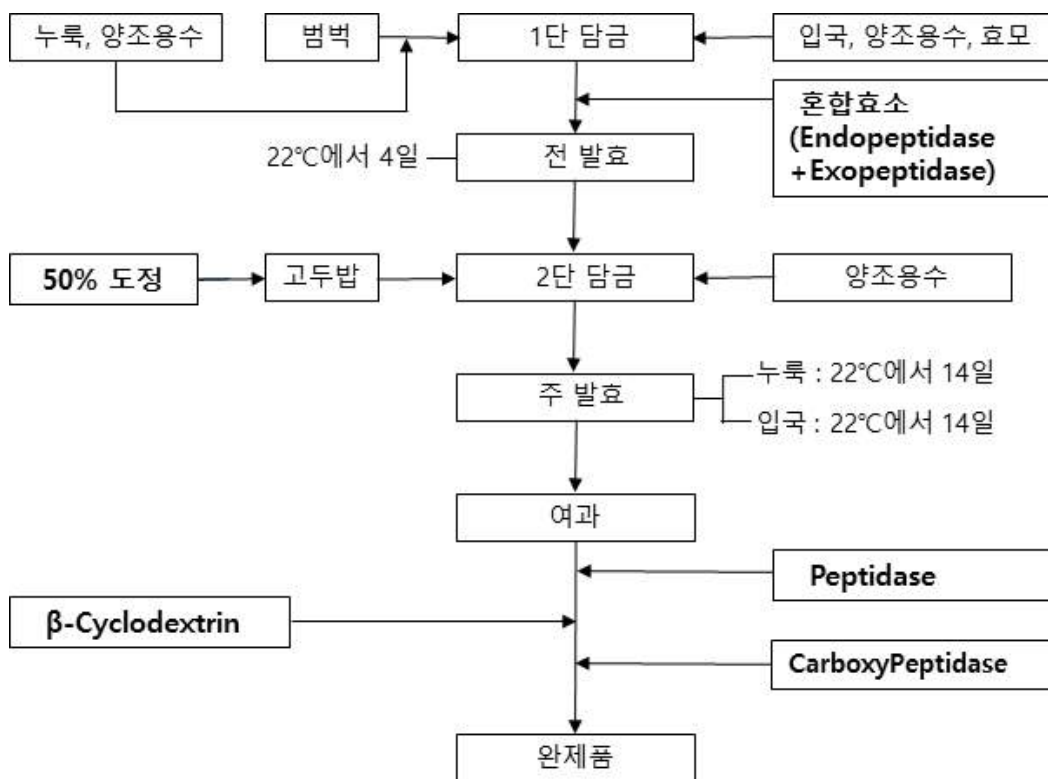 누룩, 양조용수
범벅
1단 담금
입국, 양조용수, 효모
혼합효소
(Endopeptidase
+Exopeptidase)
22℃에서 4일
전 발효
50% 도정
고두밥
2단 담금
양조용수
주 발효
누룩 : 22℃에서 14일
입국 : 22℃에서 14일
여과
Peptidase
β-Cyclodextrin
CarboxyPeptidase
완제품